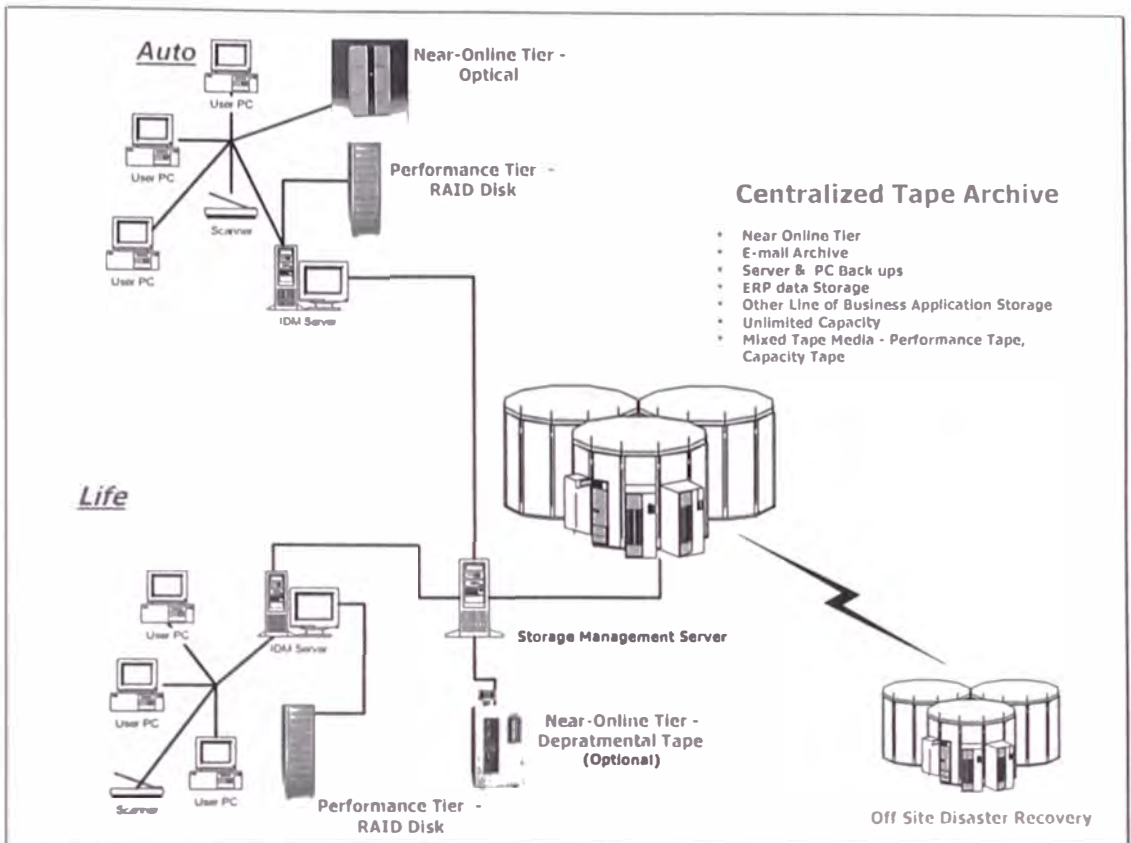 Auto
User PC
Near-Online Tier -
Optical
User PC
Performance Tier -
RAID Disk
Scanner
User PC
IDM Server
Centralized Tape Archive
* Near Online Tier
* E-mail Archive
* Server & PC Back ups
* ERP data Storage
* Other Line of Business Application Storage
* Unlimited Capacity
* Mixed Tape Media - Performance Tape,
Capacity Tape
Life
User PC
IDM Server
Storage Management Server
User PC
Scanner
User PC
Performance Tier -
RAID Disk
Near-Online Tier -
Depratmental Tape
(Optional)
Off Site Disaster Recovery